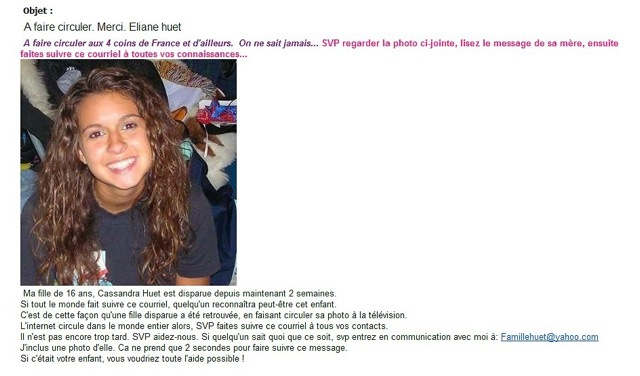 Objet :
A faire circuler. Merci. Eliane huet
A faire circuler aux 4 coins de France et d'ailleurs. On ne sait jamais... SVP regarder la photo ci-jointe, lisez le message de sa mère, ensuite
faites suivre ce courriel à toutes vos connaissances...
Ma fille de 16 ans, Cassandra Huet est disparue depuis maintenant 2 semaines.
Si tout le monde fait suivre ce courriel, quelqu'un reconnaîtra peut-être cet enfant.
C'est de cette façon qu'une fille disparue a été retrouvée, en faisant circuler sa photo à la télévision.
L'internet circule dans le monde entier alors, SVP faites suivre ce courriel à tous vos contacts.
Il n'est pas encore trop tard. SVP aidez-nous. Si quelqu'un sait quoi que ce soit, svp entrez en communication avec moi à: Famillehuet@yahoo.com
J'inclus une photo d'elle. Ca ne prend que 2 secondes pour faire suivre ce message.
Si c'était votre enfant, vous voudriez toute l'aide possible !